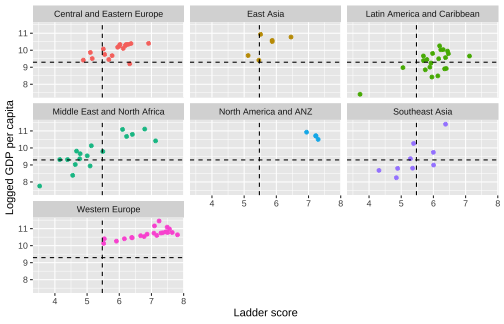 Central and Eastern Europe
East Asia
Latin America and Caribbean
11
10
9
8
Middle East and North Africa
North America and ANZ
Southeast Asia
11
10
9
8
Logged GDP per capita
Western Europe
4 5 6 7 8
4 5 6 7 8
11
10
9
8
4 5 6 7 8
Ladder score